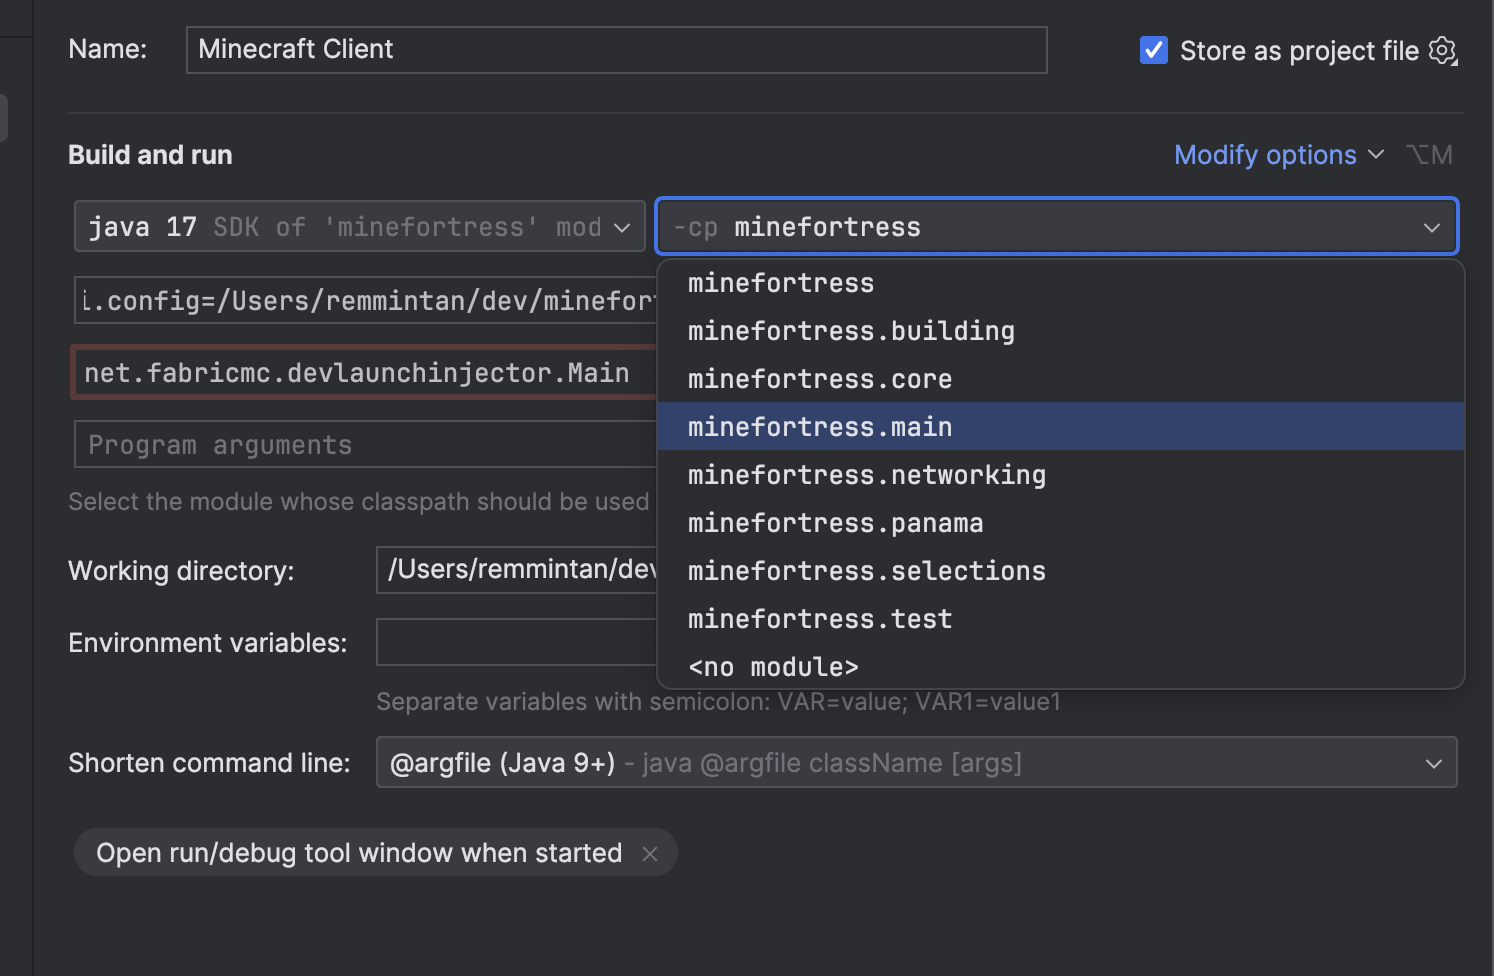 Name: Minecraft Client Store as project file
Build and run Modify options ⌥M
java 17 SDK of 'minefortress' mod -cp minefortress
i.config=/Users/remmintan/dev/minefort
net.fabricmc.devlaunchinjector.Main
Program arguments
Select the module whose classpath should be used
minefortress
minefortress.building
minefortress.core
minefortress.main
minefortress.networking
minefortress.panama
minefortress.selections
minefortress.test
<no module>
Working directory: /Users/remmintan/dev
Environment variables:
Separate variables with semicolon: VAR=value; VAR1=value1
Shorten command line: @argfile (Java 9+) - java @argfile className [args]
Open run/debug tool window when started